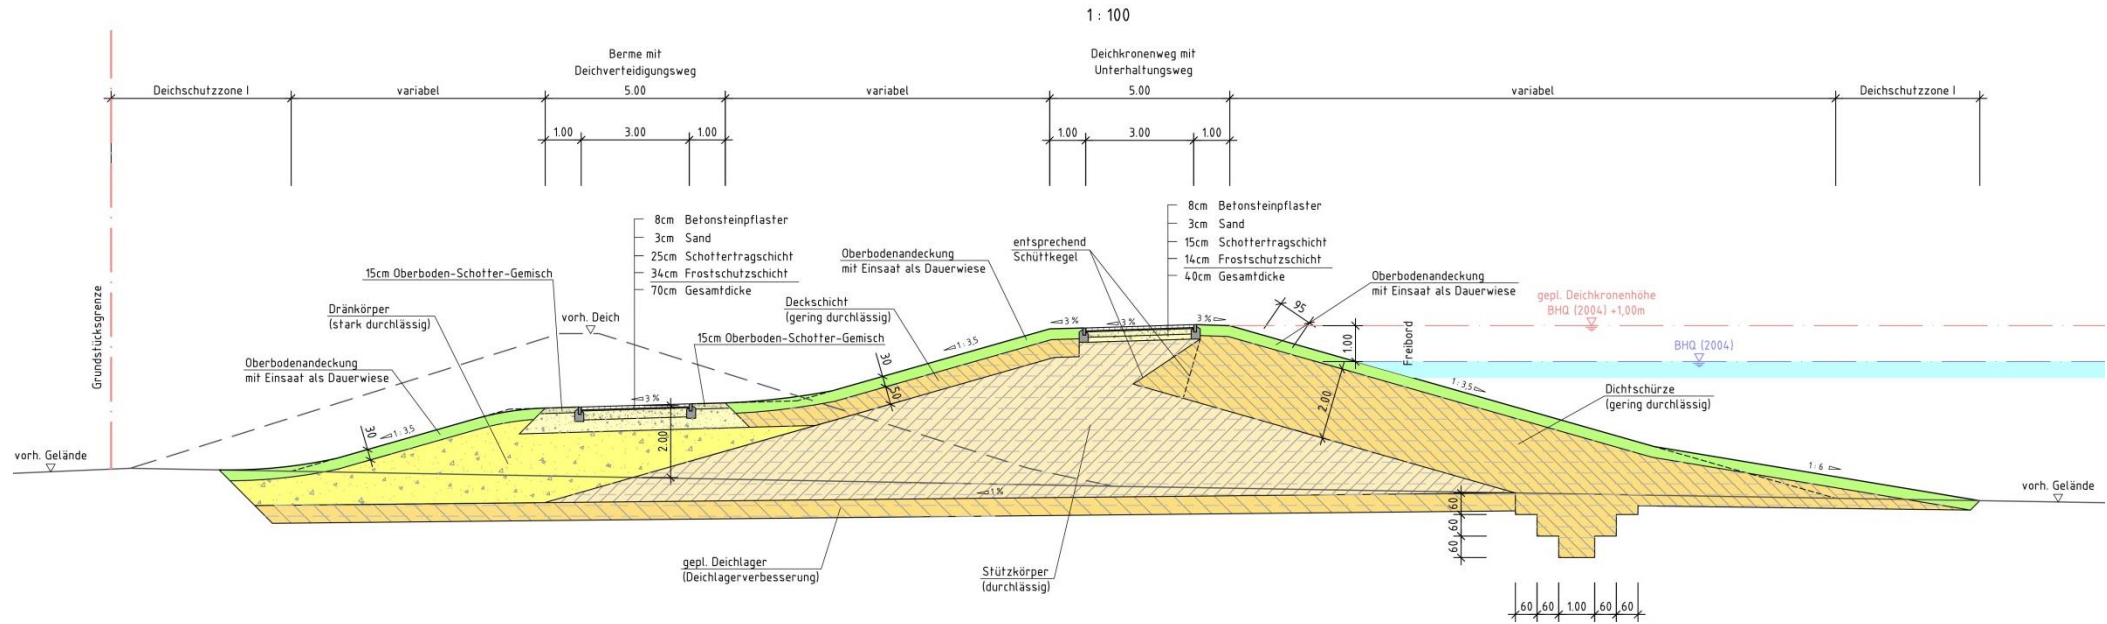 1 : 100
Berme mit
Deichverteidigungsweg
Deichkronenweg mit
Unterhaltungsweg
Deichschutzzone I
variabel
5.00
variabel
5.00
variabel
Deichschutzzone I
1.00
3.00
1.00
1.00
3.00
1.00
Grundstücksgrenze
8cm Betonsteinpflaster
3cm Sand
25cm Schottertragschicht
34cm Frostschutzschicht
70cm Gesamtdicke
8cm Betonsteinpflaster
3cm Sand
15cm Schottertragschicht
14cm Frostschutzschicht
40cm Gesamtdicke
entsprechend
Schüttkegel
Oberbodenandeckung
mit Einsaat als Dauerwiese
15cm Oberboden-Schotter-Gemisch
Oberbodenandeckung
mit Einsaat als Dauerwiese
gepl. Deichkronenhöhe
BHQ (2004) +1,00m
Deckschicht
(gering durchlässig)
Dränkörper
(stark durchlässig)
vorh. Deich
15cm Oberboden-Schotter-Gemisch
95
3 %
3 %
3 %
1.00
Freibord
BHQ (2004)
1 : 3,5
30
50
Oberbodenandeckung
mit Einsaat als Dauerwiese
1 : 3,5
Dichtschürze
(gering durchlässig)
2.00
3 %
30
1 : 3,5
2.00
vorh. Gelände
1 : 6
vorh. Gelände
1 %
60
60
60
gepl. Deichlager
(Deichlagerverbesserung)
Stützkörper
(durchlässig)
60
60
1.00
60
60